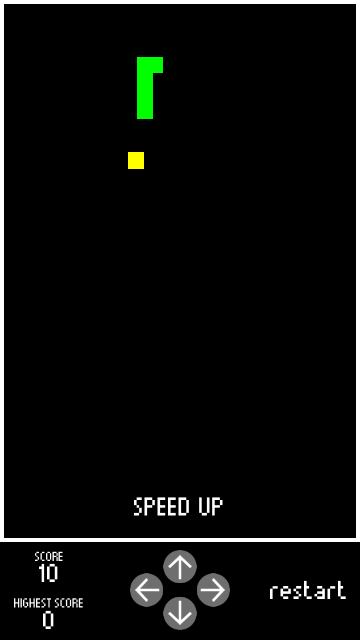 SPEED UP
SCORE
10
HIGHEST SCORE
0
restart